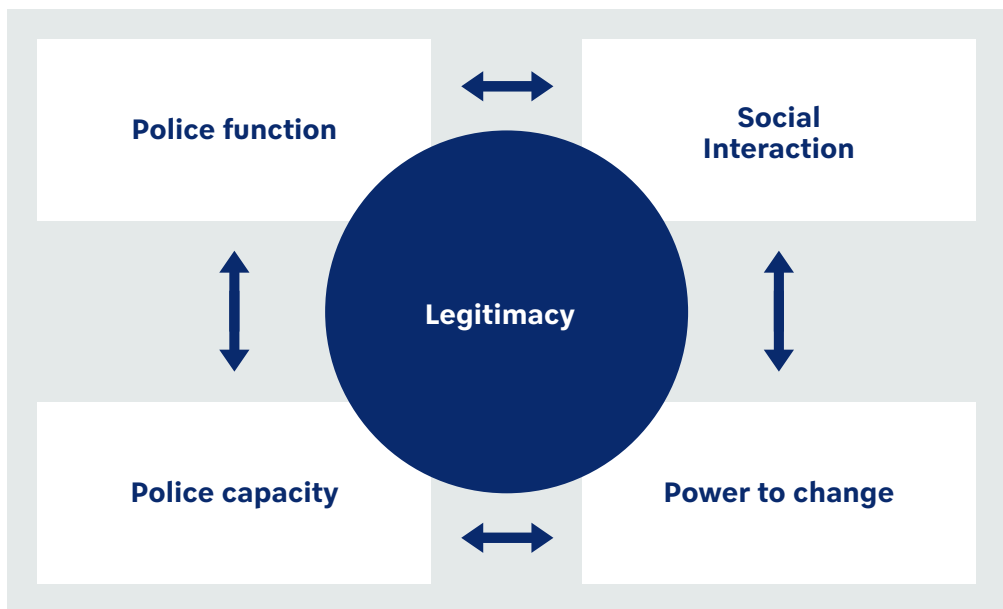 Police function
Social
Interaction
Legitimacy
Police capacity
Power to change